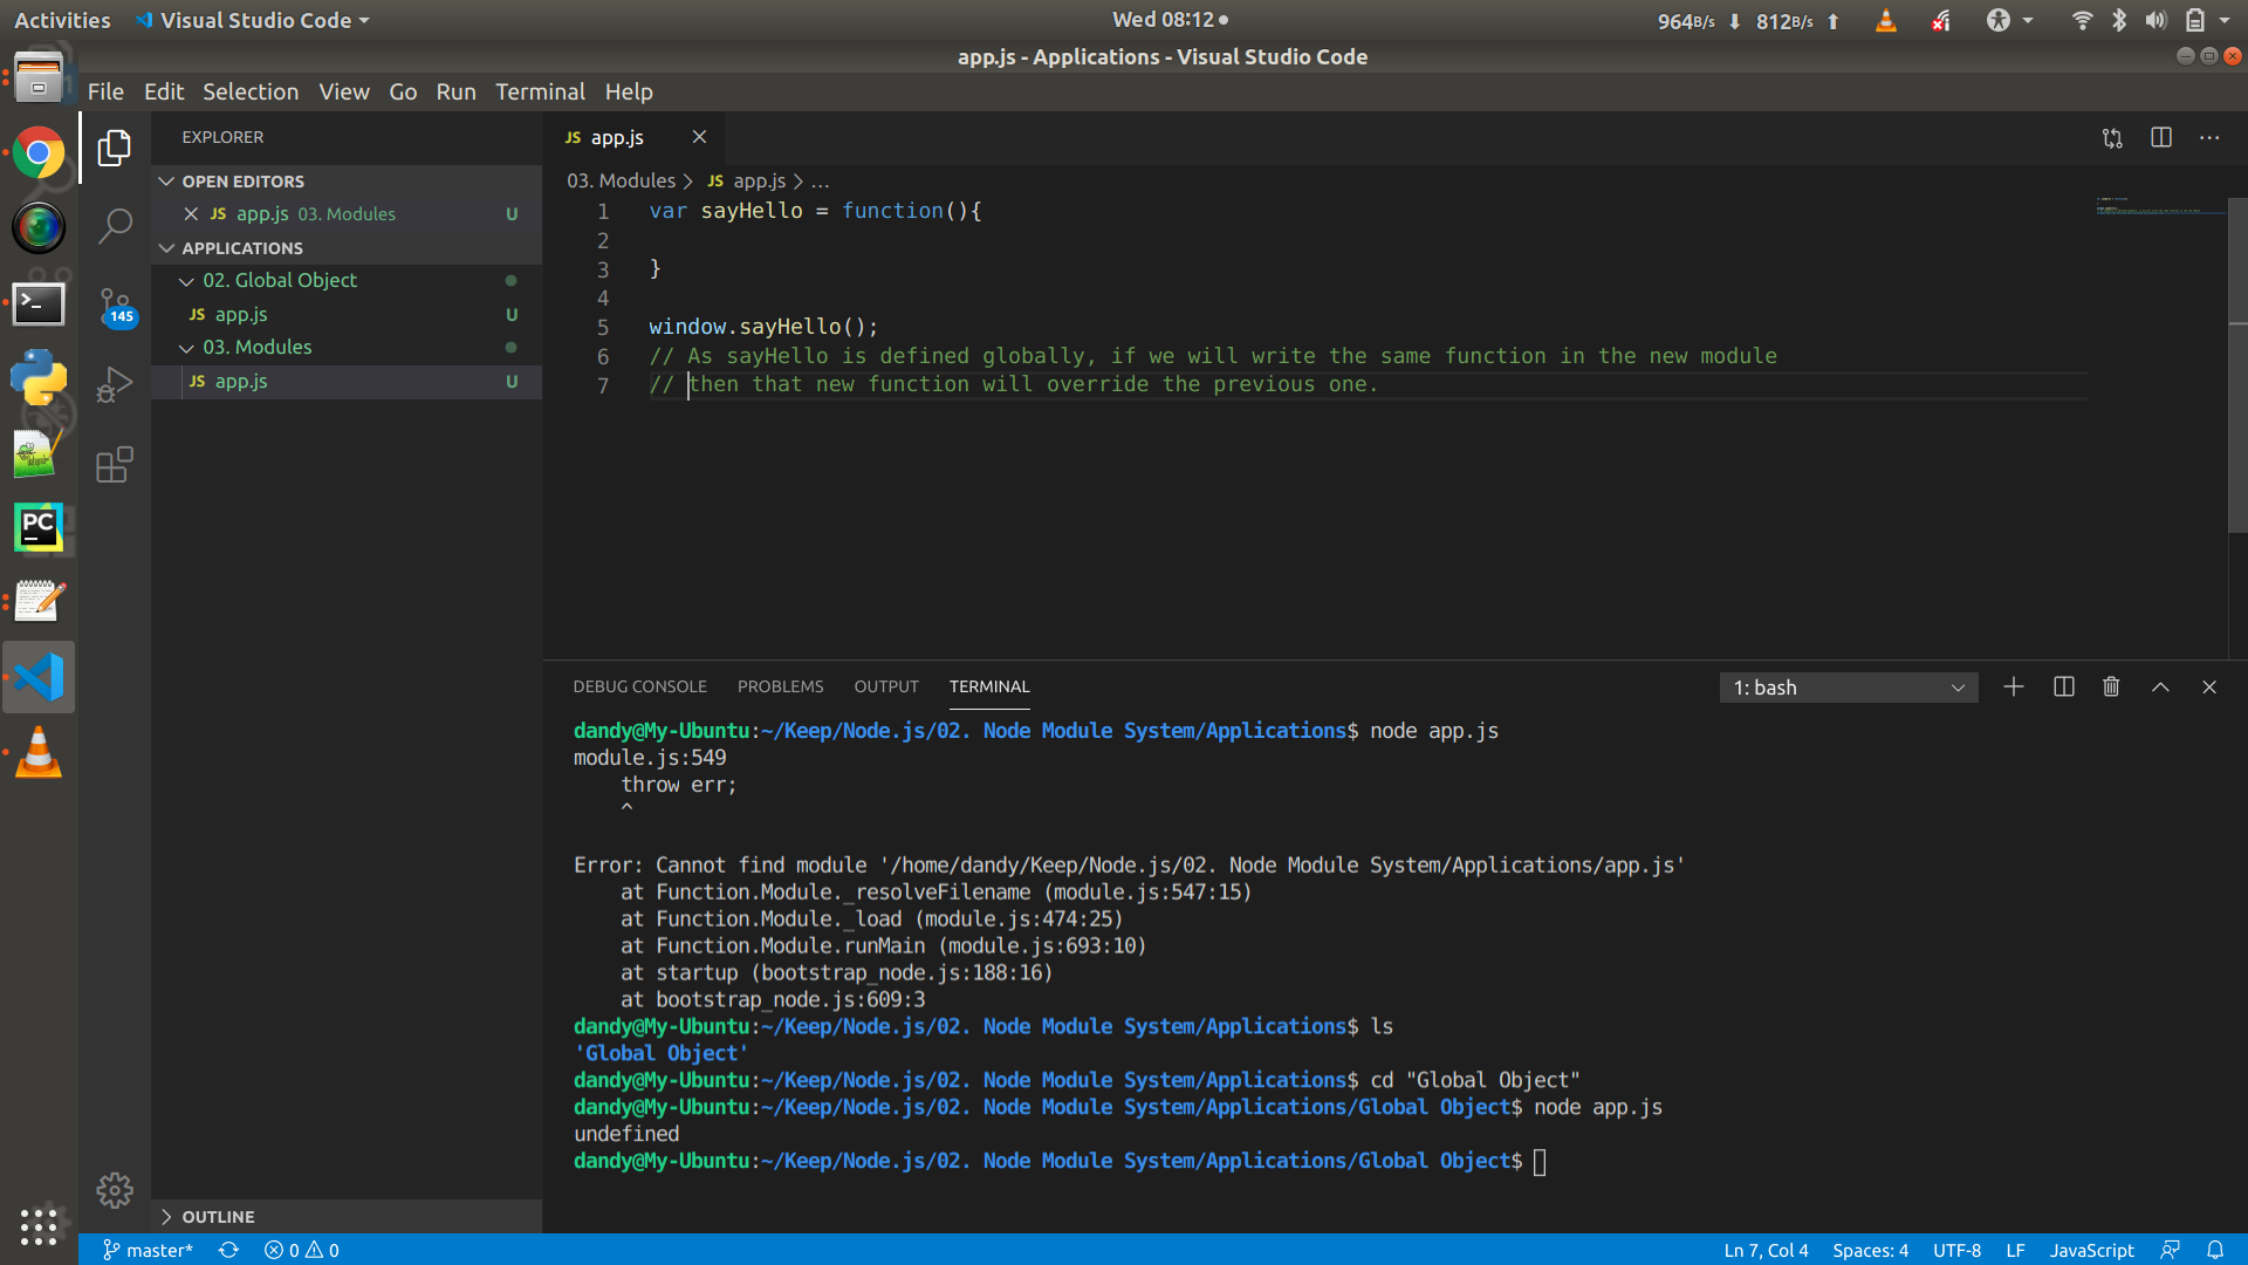 Activities Visual Studio Code Wed 08:12 964B/s 812B/s
app.js - Applications - Visual Studio Code
File Edit Selection View Go Run Terminal Help
EXPLORER
JS app.js
OPEN EDITORS
JS app.js 03. Modules U
APPLICATIONS
02. Global Object
JS app.js U
03. Modules
JS app.js U
145
PC
03. Modules > JS app.js > ...
1 var sayHello = function(){
2
3 }
4
5 window.sayHello();
6 // As sayHello is defined globally, if we will write the same function in the new module
7 // then that new function will override the previous one.
DEBUG CONSOLE PROBLEMS OUTPUT TERMINAL 1: bash
dandy@My-Ubuntu:~/Keep/Node.js/02. Node Module System/Applications$ node app.js
module.js:549
throw err;
^
Error: Cannot find module '/home/dandy/Keep/Node.js/02. Node Module System/Applications/app.js'
at Function.Module._resolveFilename (module.js:547:15)
at Function.Module._load (module.js:474:25)
at Function.Module.runMain (module.js:693:10)
at startup (bootstrap_node.js:188:16)
at bootstrap_node.js:609:3
dandy@My-Ubuntu:~/Keep/Node.js/02. Node Module System/Applications$ ls
'Global Object'
dandy@My-Ubuntu:~/Keep/Node.js/02. Node Module System/Applications$ cd "Global Object"
dandy@My-Ubuntu:~/Keep/Node.js/02. Node Module System/Applications/Global Object$ node app.js
undefined
dandy@My-Ubuntu:~/Keep/Node.js/02. Node Module System/Applications/Global Object$
OUTLINE
master* 0 0 Ln 7, Col 4 Spaces: 4 UTF-8 LF JavaScript